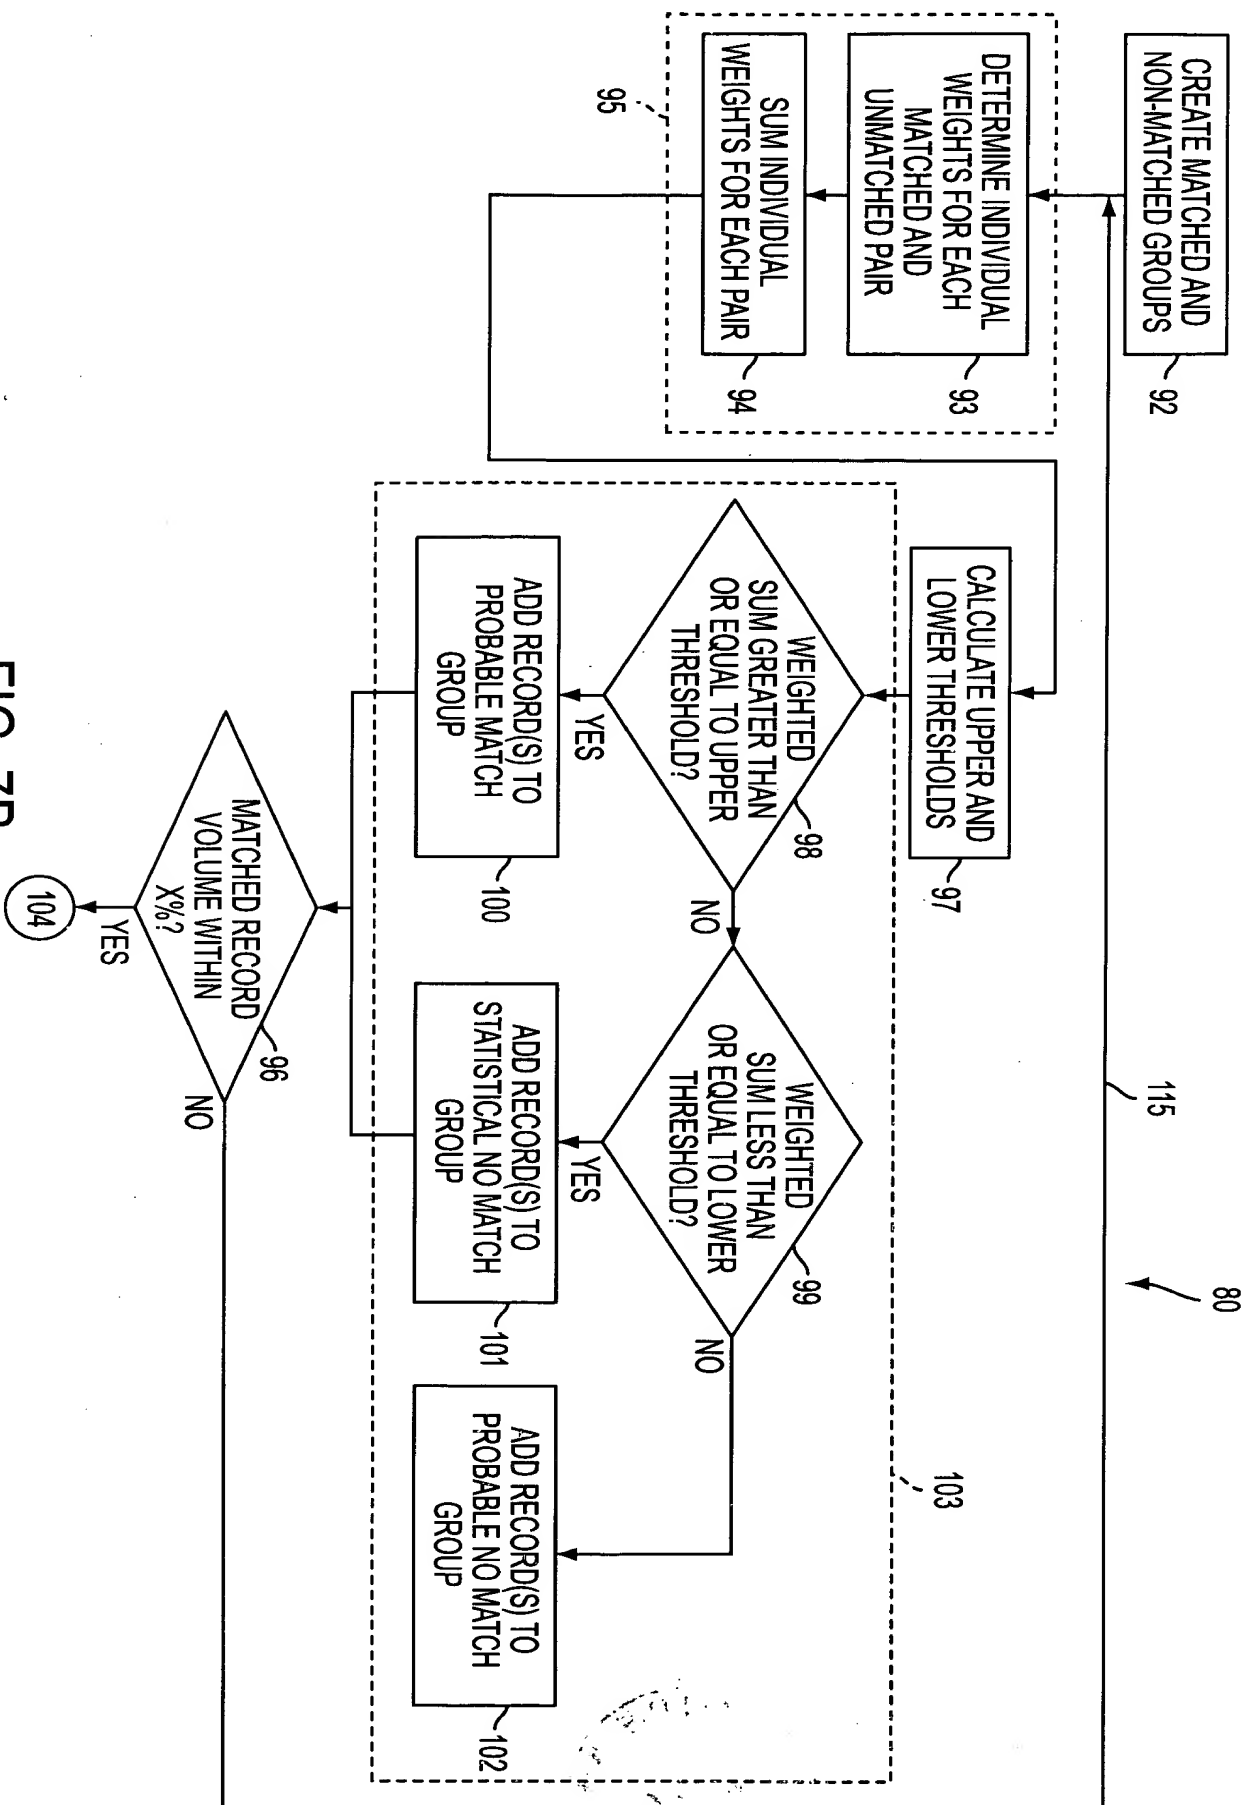 80
115
CREATE MATCHED AND
NON-MATCHED GROUPS
92
DETERMINE INDIVIDUAL
WEIGHTS FOR EACH
MATCHED AND
UNMATCHED PAIR
93
SUM INDIVIDUAL
WEIGHTS FOR EACH PAIR
94
95
CALCULATE UPPER AND
LOWER THRESHOLDS
97
WEIGHTED
SUM GREATER THAN
OR EQUAL TO UPPER
THRESHOLD?
98
NO
YES
WEIGHTED
SUM LESS THAN
OR EQUAL TO LOWER
THRESHOLD?
99
NO
YES
103
ADD RECORD(S) TO
PROBABLE MATCH
GROUP
100
ADD RECORD(S) TO
STATISTICAL NO MATCH
GROUP
101
ADD RECORD(S) TO
PROBABLE NO MATCH
GROUP
102
MATCHED RECORD
VOLUME WITHIN
X%?
96
NO
YES
104